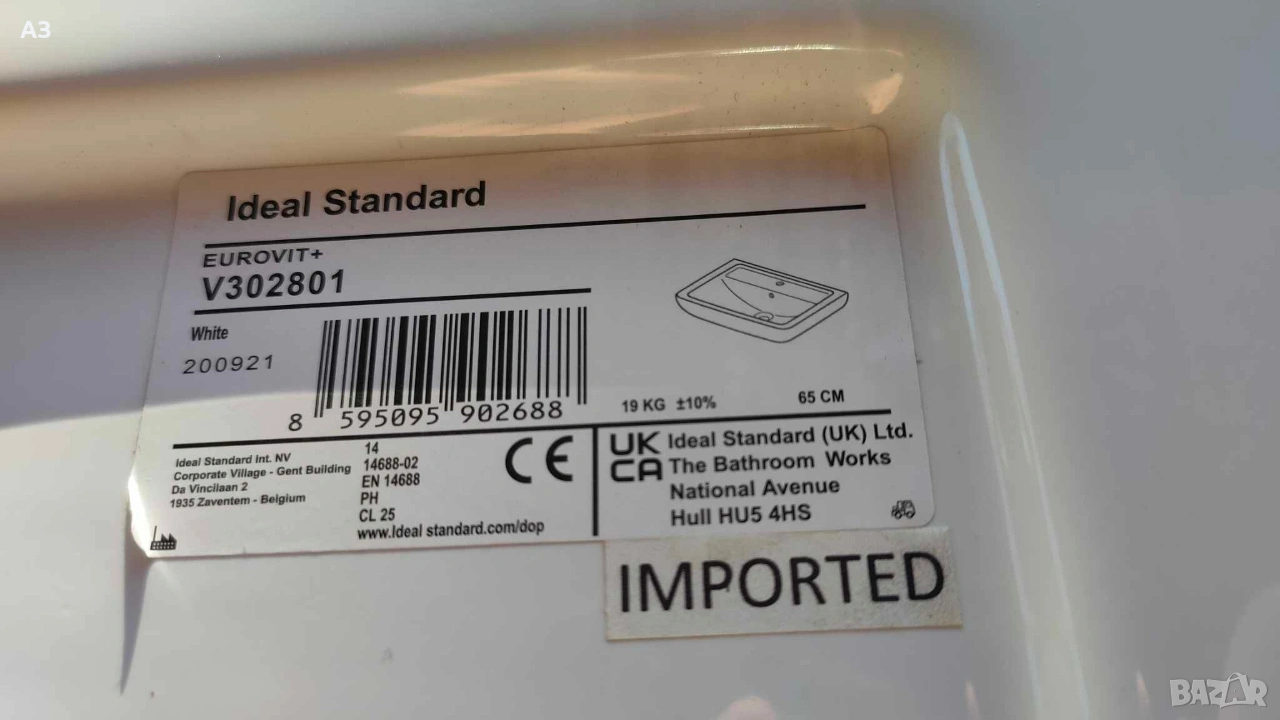 A3
Ideal Standard
EUROVIT+
V302801
White
200921
8 595095 902688
19 KG ±10%
65 CM
Ideal Standard Int. NV
Corporate Village - Gent Building
Da Vincilaan 2
1935 Zaventem - Belgium
14
14688-02
EN 14688
PH
CL 25
www.Ideal standard.com/dop
CE
UK
CA
Ideal Standard (UK) Ltd.
The Bathroom Works
National Avenue
Hull HU5 4HS
IMPORTED
BAZAR